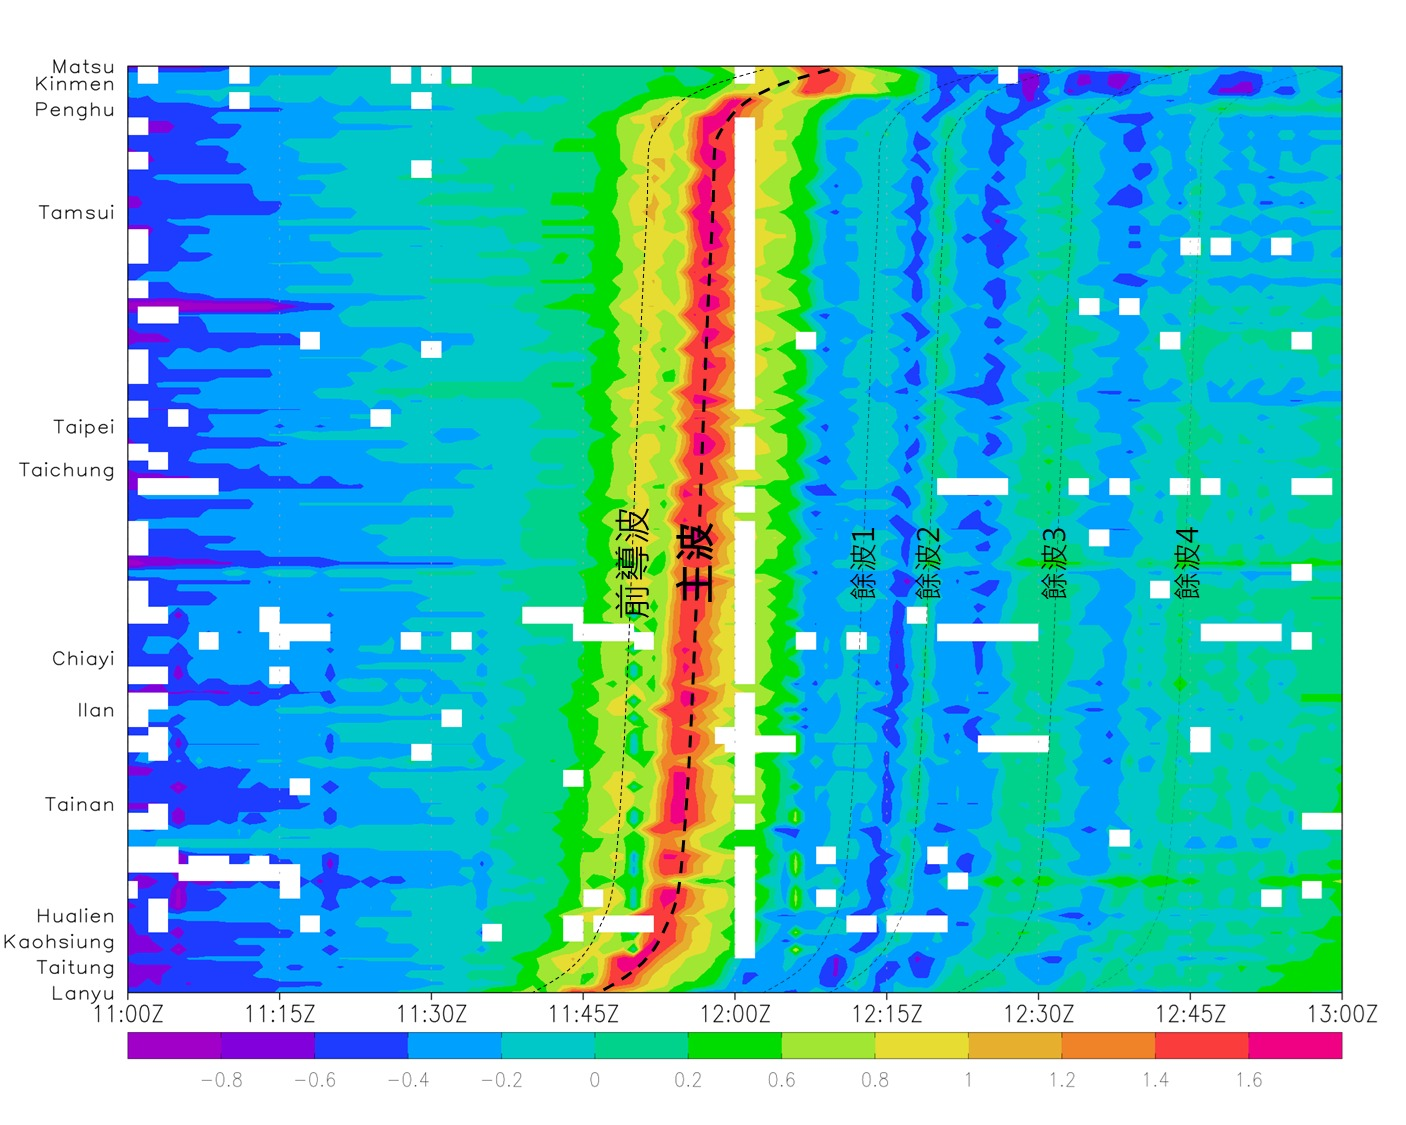 Matsu
Kinmen
Penghu
Tamsui
Taipei
Taichung
Chiayi
Ilan
Tainan
Hualien
Kaohsiung
Taitung
Lanyu
前導波
主波
餘波1
餘波2
餘波3
餘波4
11:00Z 11:15Z 11:30Z 11:45Z 12:00Z 12:15Z 12:30Z 12:45Z 13:00Z
−0.8 −0.6 −0.4 −0.2 0 0.2 0.6 0.8 1 1.2 1.4 1.6